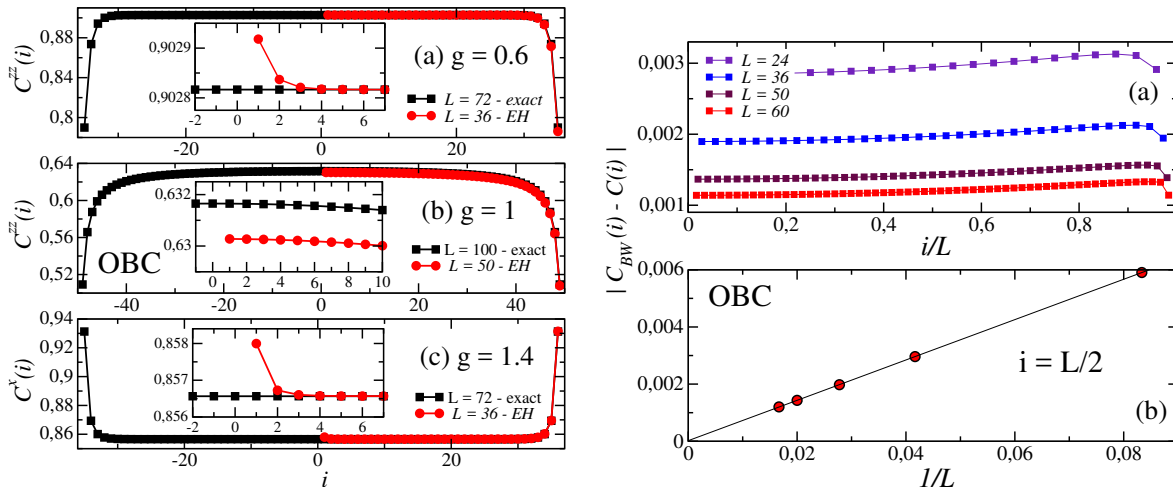 C^{zz}(i)
0,88
0,84
0,8
0,9029
0,9028
-2 0 2 4 6
(a) g = 0.6
L = 72 - exact
L = 36 - EH
-20 0 20
C^{zz}(i)
0,64
0,60
0,56
0,52
0,632
0,63
0 2 4 6 8 10
(b) g = 1
OBC
L = 100 - exact
L = 50 - EH
-40 -20 0 20 40
C^{x}(i)
0,94
0,92
0,90
0,88
0,86
0,858
0,857
0,856
-2 0 2 4 6
(c) g = 1.4
L = 72 - exact
L = 36 - EH
-20 0 20
i
| C_{BW}(i) - C(i) |
0,003
0,002
0,001
L = 24
L = 36
L = 50
L = 60
(a)
0 0,2 0,4 0,6 0,8 1
i/L
0,006
0,004
0,002
0
OBC
i = L/2
(b)
0 0,02 0,04 0,06 0,08
1/L